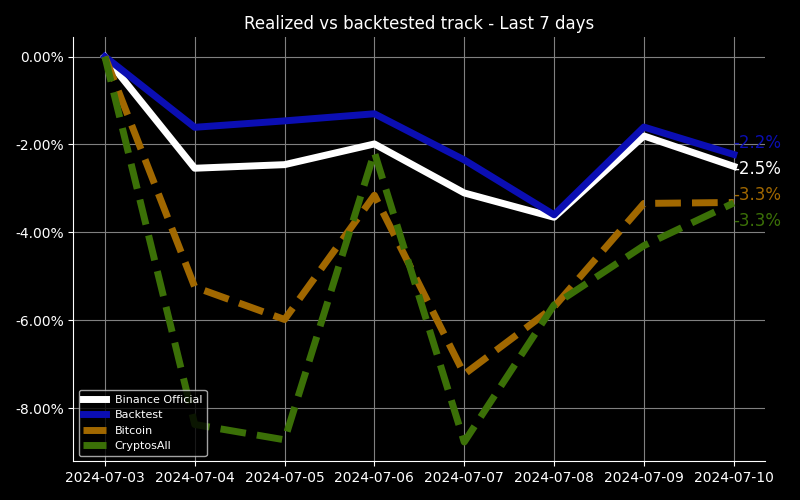 Realized vs backtested track - Last 7 days
0.00%
-2.00%
-4.00%
-6.00%
-8.00%
-2.2%
-2.5%
-3.3%
-3.3%
Binance Official
Backtest
Bitcoin
CryptosAll
2024-07-03 2024-07-04 2024-07-05 2024-07-06 2024-07-07 2024-07-08 2024-07-09 2024-07-10